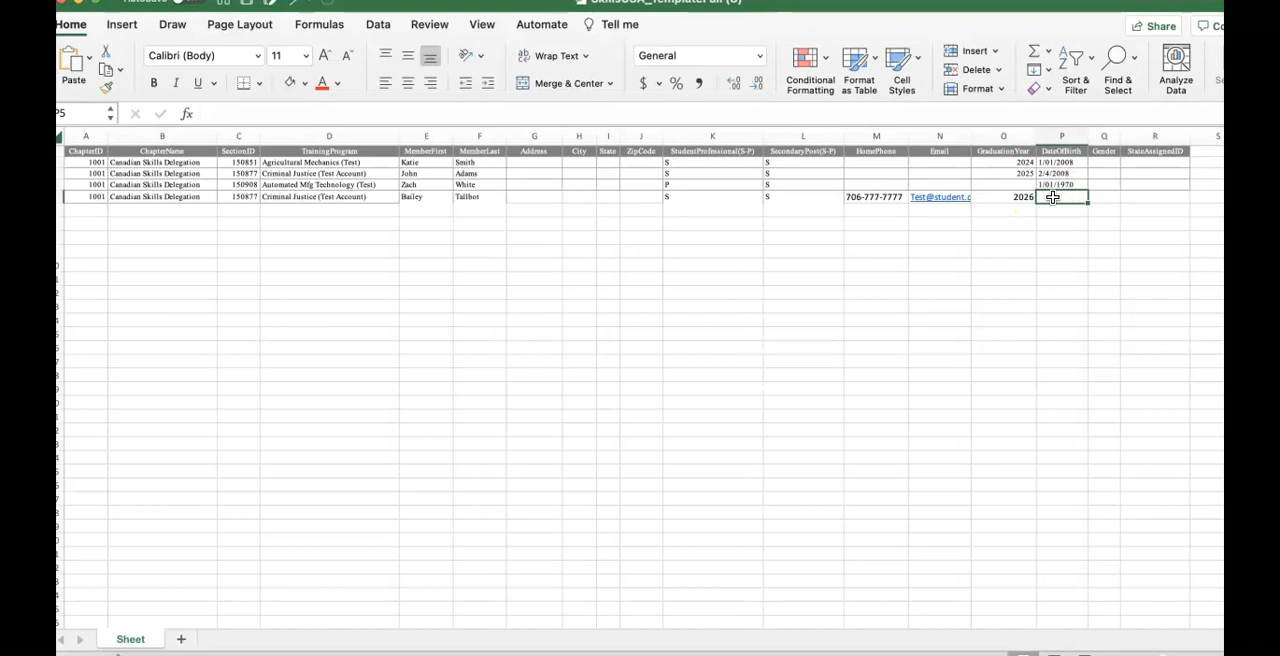 Home Insert Draw Page Layout Formulas Data Review View Automate Tell me Share
Paste Calibri (Body) 11 Wrap Text General Insert
Delete
B I U Merge & Center $ % Conditional Formatting Format as Table Cell Styles Format Sort & Filter Find & Select Analyze Data
P5 fx
A B C D E F G H I J K L M N O P Q R S
ChapterID ChapterName SectionID TrainingProgram MemberFirst MemberLast Address City State ZipCode StudentProfessional(S-P) SecondaryPost(S-P) HomePhone Email GraduationYear DateOfBirth Gender StateAssignedID
1001 Canadian Skills Delegation 150851 Agricultural Mechanics (Test) Katie Smith S S 2024 1/01/2008
1001 Canadian Skills Delegation 150877 Criminal Justice (Test Account) John Adams S S 2025 2/4/2008
1001 Canadian Skills Delegation 150908 Automated Mfg Technology (Test) Zach White P S 1/01/1970
1001 Canadian Skills Delegation 150877 Criminal Justice (Test Account) Bailey Tallbot S S 706-777-7777 Test@student.c 2026
Sheet +